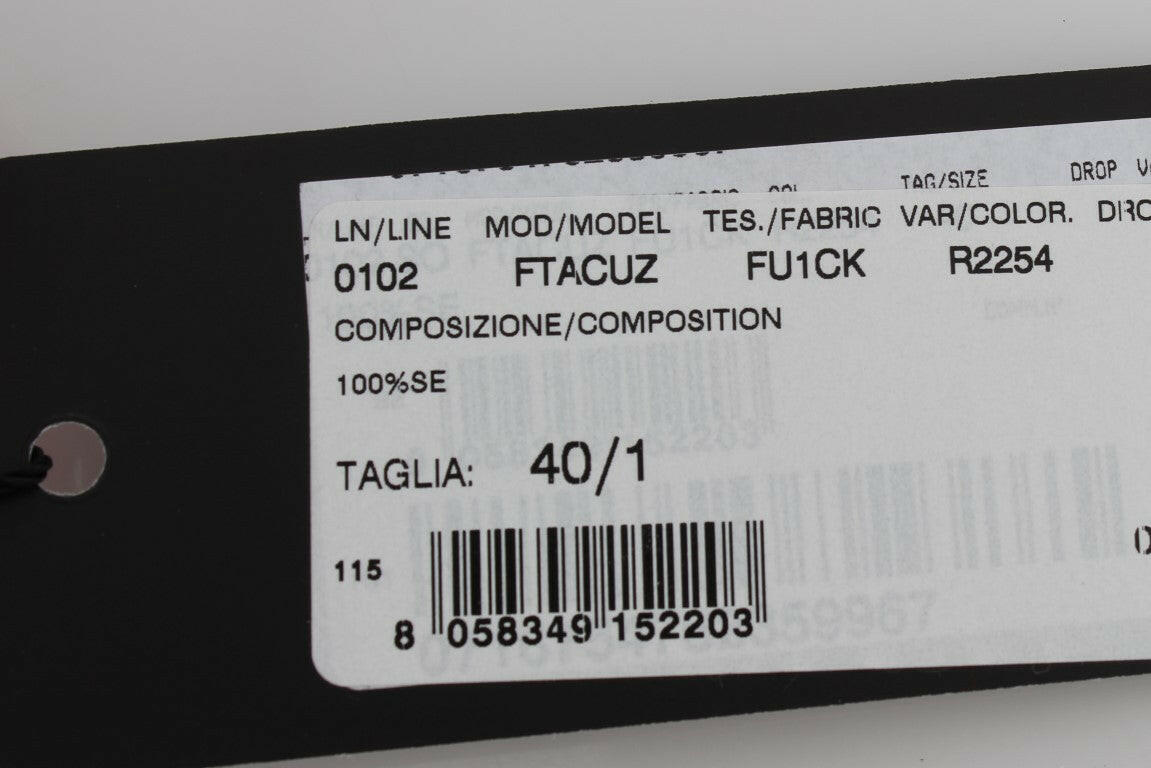 TAG/SIZE DROP
LN/LINE MOD/MODEL TES./FABRIC VAR/COLOR.
0102 FTACUZ FU1CK R2254
COMPOSIZIONE/COMPOSITION
100%SE
TAGLIA: 40/1
115
8 058349 152203